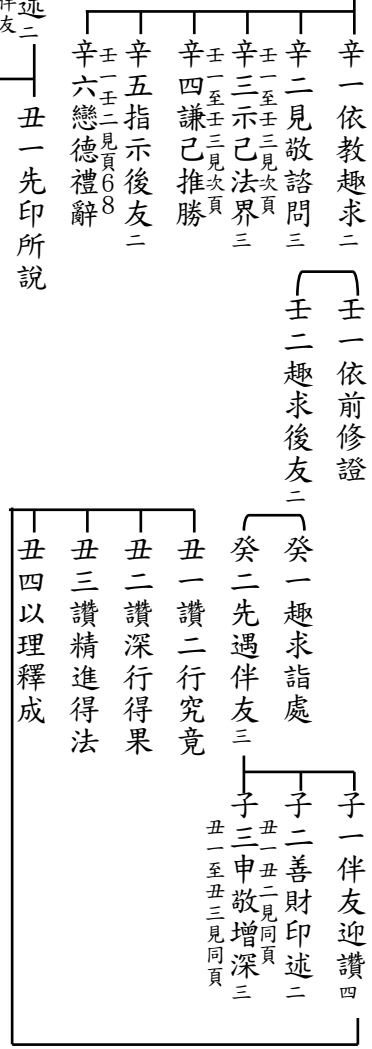 辛一依教趣求二
辛二見敬諮問三
壬一至壬三見次頁
辛三示己法界三
壬一至壬三見次頁
辛四謙己推勝
辛五指示後友二
壬一壬二見頁68
辛六戀德禮辭
壬一依前修證
壬二趣求後友二
癸一趣求詣處
癸二先遇伴友三
子一伴友迎讚四
子二善財印述二
丑一丑二見同頁
子三申敬增深三
丑一至丑三見同頁
丑一讚二行究竟
丑二讚深行得果
丑三讚精進得法
丑四以理釋成
述二
伴友
丑一先印所說